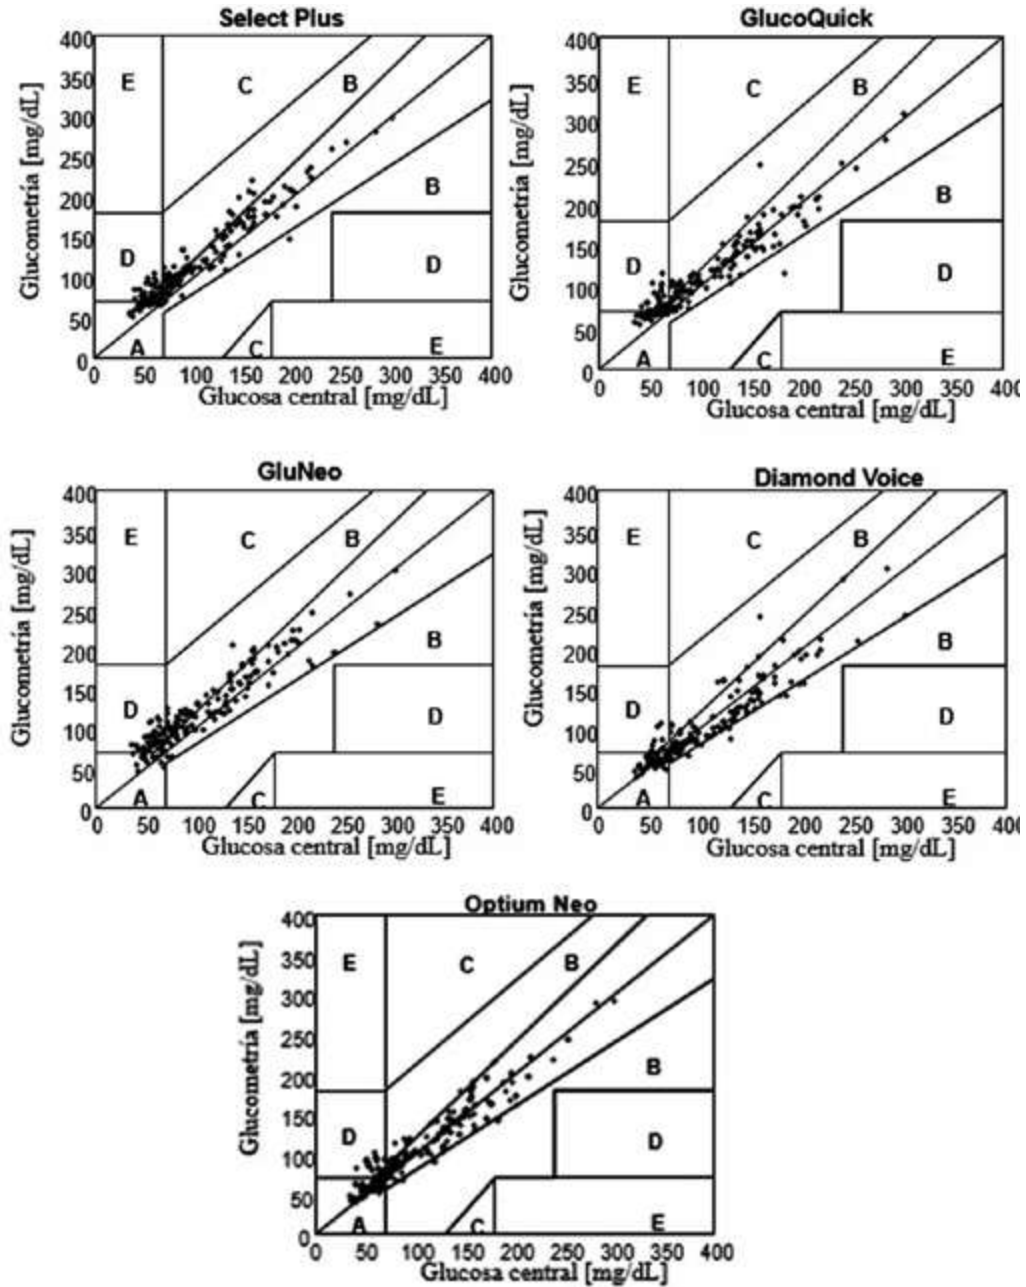 Select Plus
Glucometría [mg/dL]
400
350
300
250
200
150
100
50
0
E
C
B
B
D
D
A
C
E
0 50 100 150 200 250 300 350 400
Glucosa central [mg/dL]
GlucoQuick
Glucometría [mg/dL]
400
350
300
250
200
150
100
50
0
E
C
B
B
D
D
A
C
E
0 50 100 150 200 250 300 350 400
Glucosa central [mg/dL]
GluNeo
Glucometría [mg/dL]
400
350
300
250
200
150
100
50
0
E
C
B
B
D
D
A
C
E
0 50 100 150 200 250 300 350 400
Glucosa central [mg/dL]
Diamond Voice
Glucometría [mg/dL]
400
350
300
250
200
150
100
50
0
E
C
B
B
D
D
A
C
E
0 50 100 150 200 250 300 350 400
Glucosa central [mg/dL]
Optium Neo
Glucometría [mg/dL]
400
350
300
250
200
150
100
50
0
E
C
B
B
D
D
A
C
E
0 50 100 150 200 250 300 350 400
Glucosa central [mg/dL]